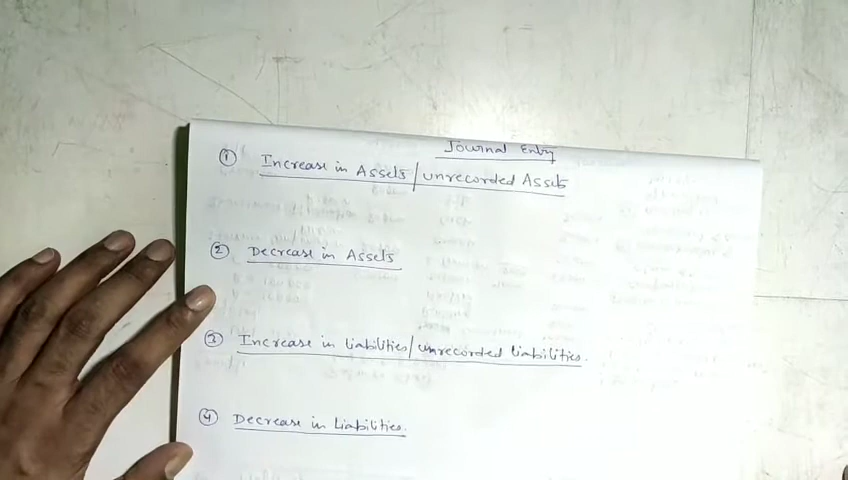 Journal Entry
① Increase in Assets/unrecorded Assets
② Decrease in Assets
③ Increase in liabilities/unrecorded liabilities.
④ Decrease in Liabilities.